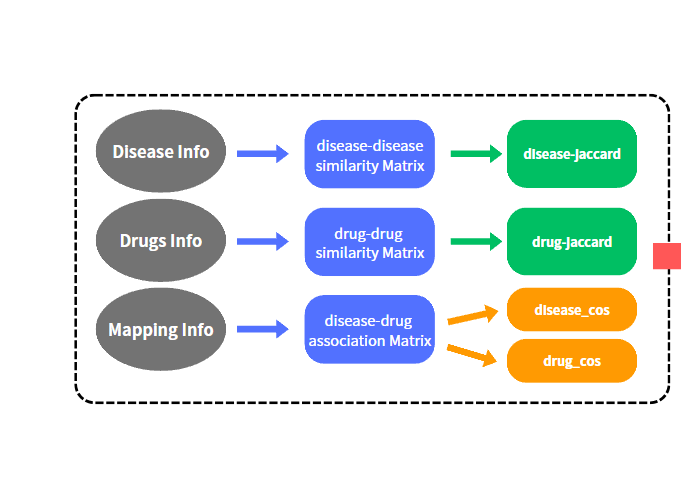 Disease Info
disease-disease
similarity Matrix
disease-jaccard
Drugs Info
drug-drug
similarity Matrix
drug-jaccard
Mapping Info
disease-drug
association Matrix
disease_cos
drug_cos